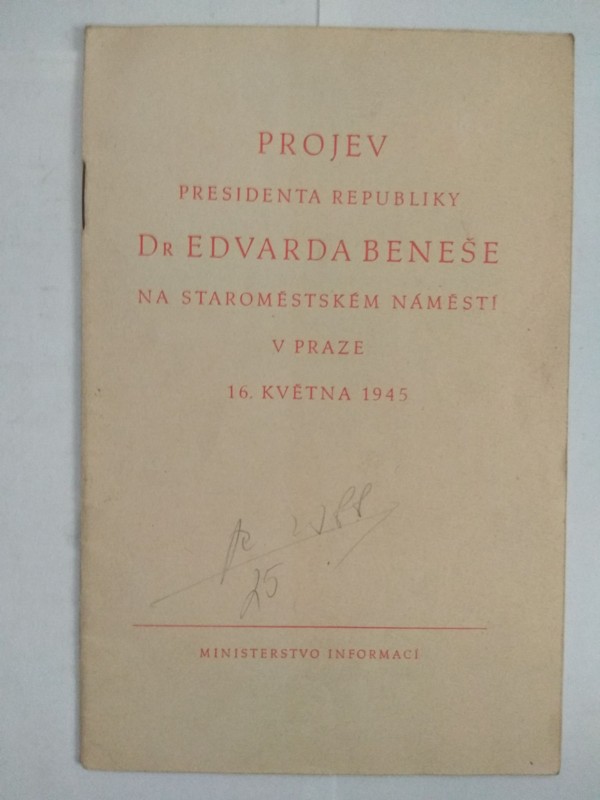 PROJEV
PRESIDENTA REPUBLIKY
DR EDVARDA BENEŠE
NA STAROMĚSTSKÉM NÁMĚSTÍ
V PRAZE
16. KVĚTNA 1945
25
MINISTERSTVO INFORMACÍ